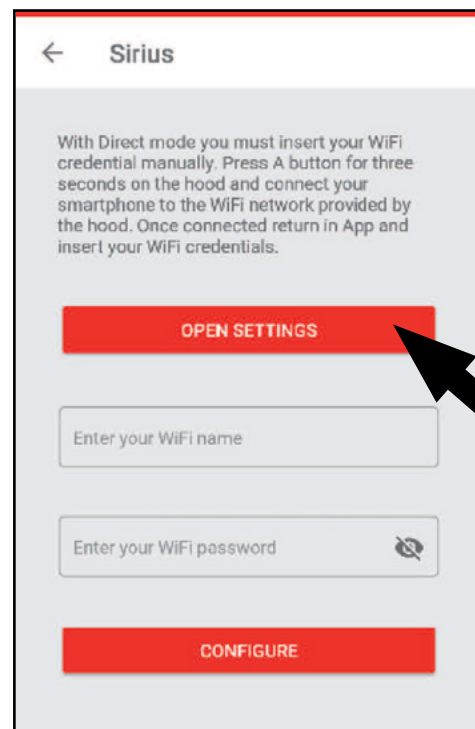 Sirius
With Direct mode you must insert your WiFi
credential manually. Press A button for three
seconds on the hood and connect your
smartphone to the WiFi network provided by
the hood. Once connected return in App and
insert your WiFi credentials.
OPEN SETTINGS
Enter your WiFi name
Enter your WiFi password
CONFIGURE